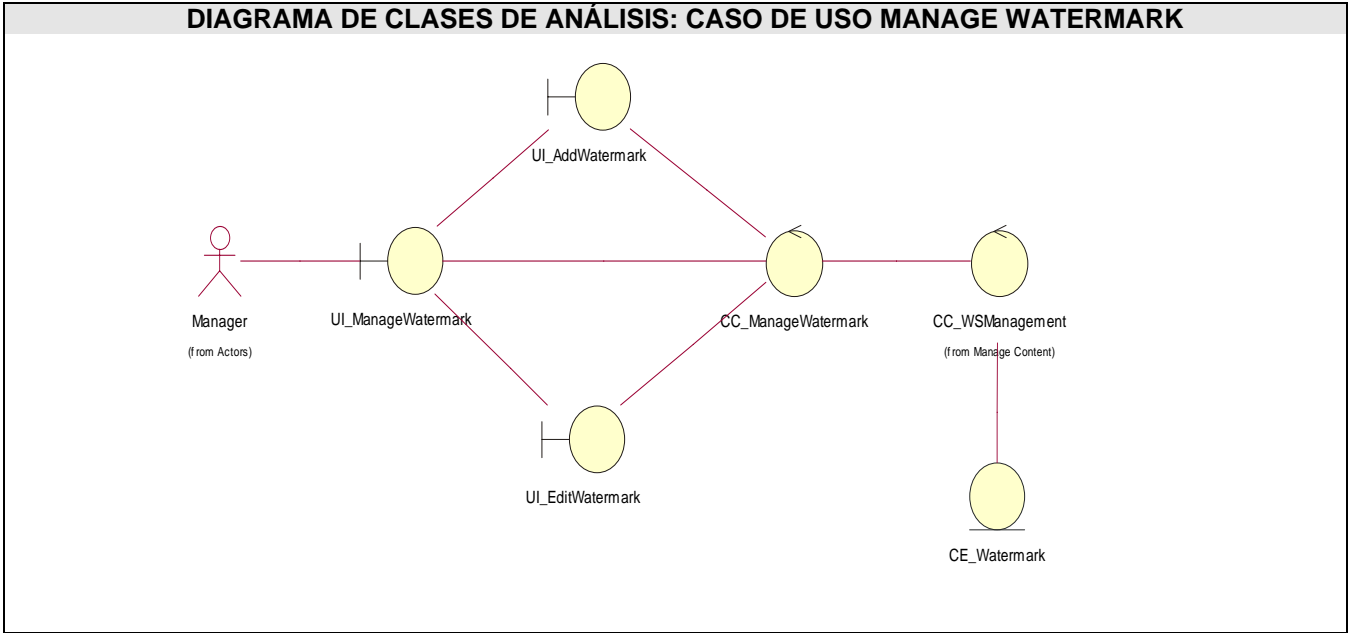 DIAGRAMA DE CLASES DE ANÁLISIS: CASO DE USO MANAGE WATERMARK
UI_AddWatermark
Manager
(from Actors)
UI_ManageWatermark
CC_ManageWatermark
CC_WSManagement
(from Manage Content)
UI_EditWatermark
CE_Watermark